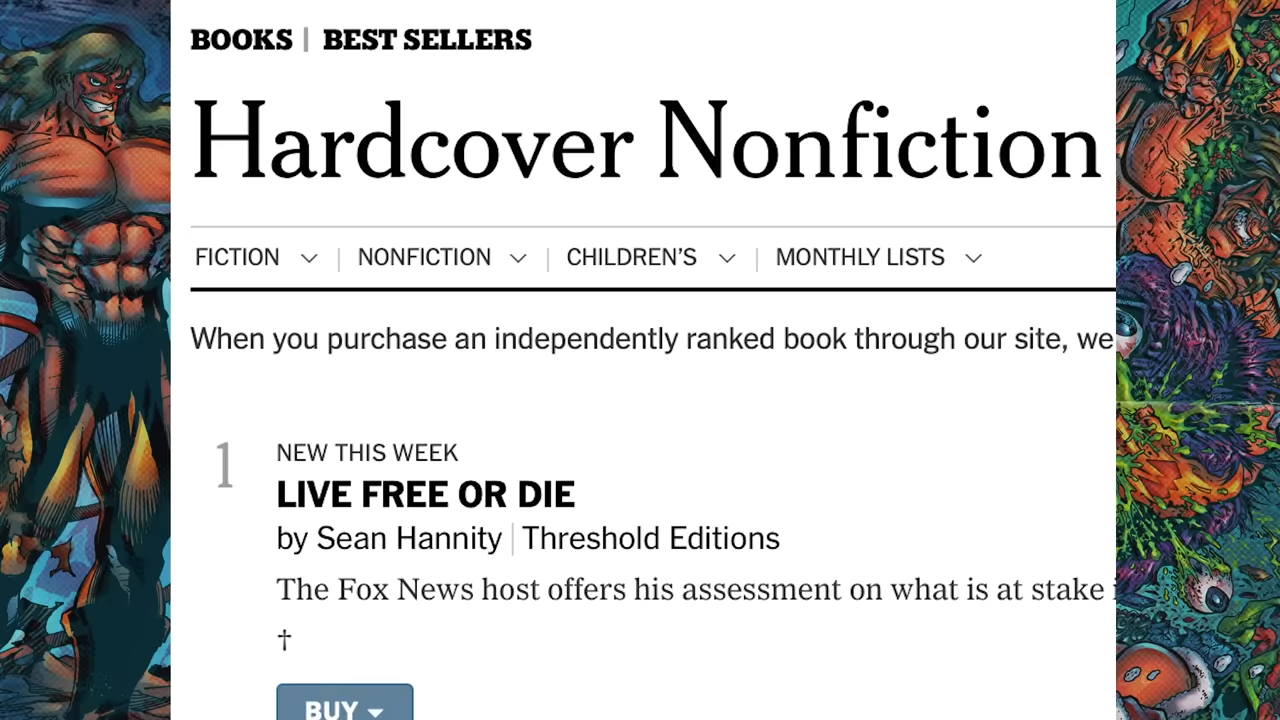 BOOKS | BEST SELLERS
Hardcover Nonfiction
FICTION | NONFICTION | CHILDREN'S | MONTHLY LISTS
When you purchase an independently ranked book through our site, we
1 NEW THIS WEEK
LIVE FREE OR DIE
by Sean Hannity | Threshold Editions
The Fox News host offers his assessment on what is at stake
†
BUY